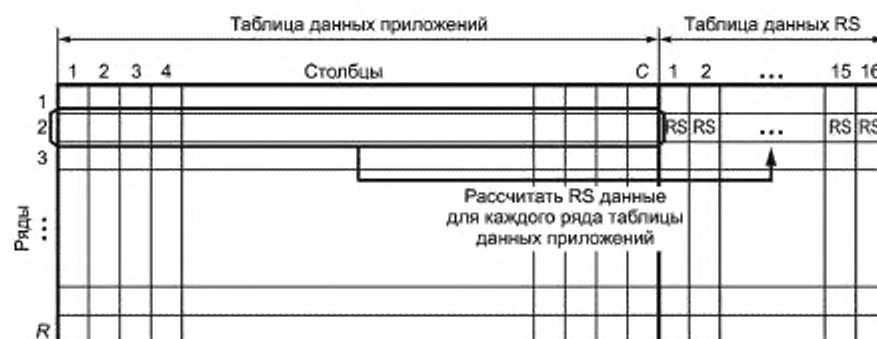 Таблица данных приложений Таблица данных RS
1 2 3 4 Столбцы C 1 2 ... 15 16
1
2 RS RS ... RS RS
3
Рассчитать RS данные
для каждого ряда таблицы
данных приложений
Ряды
...
R